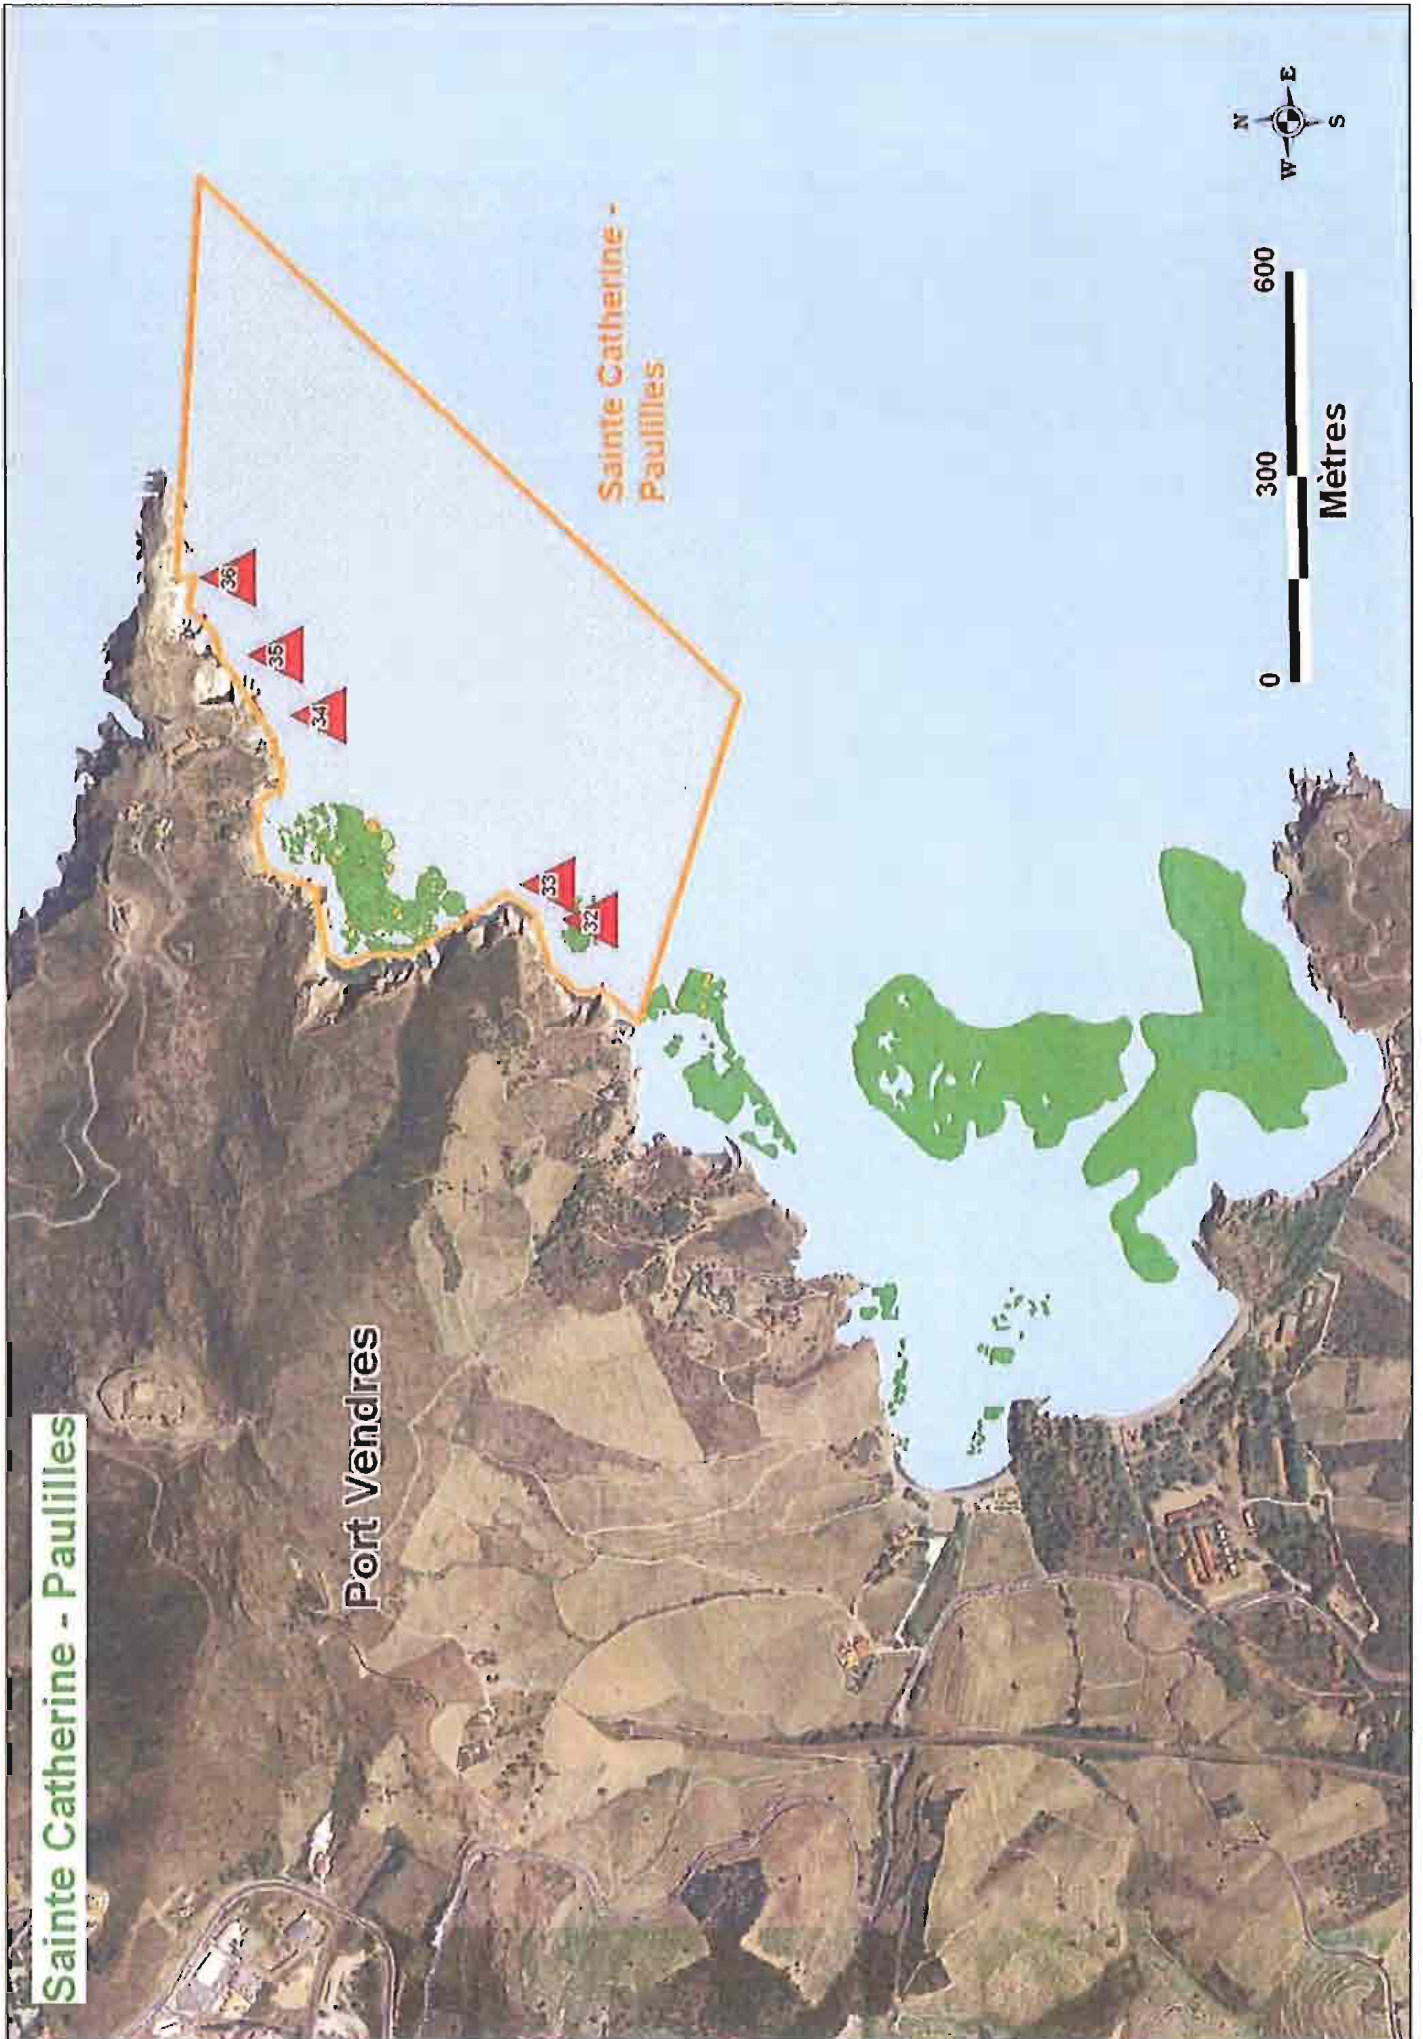 Sainte Catherine - Paulilles
Port Vendres
Sainte Catherine -
Paulilles
36
35
34
33
32
N
W
E
S
0
300
600
Mètres